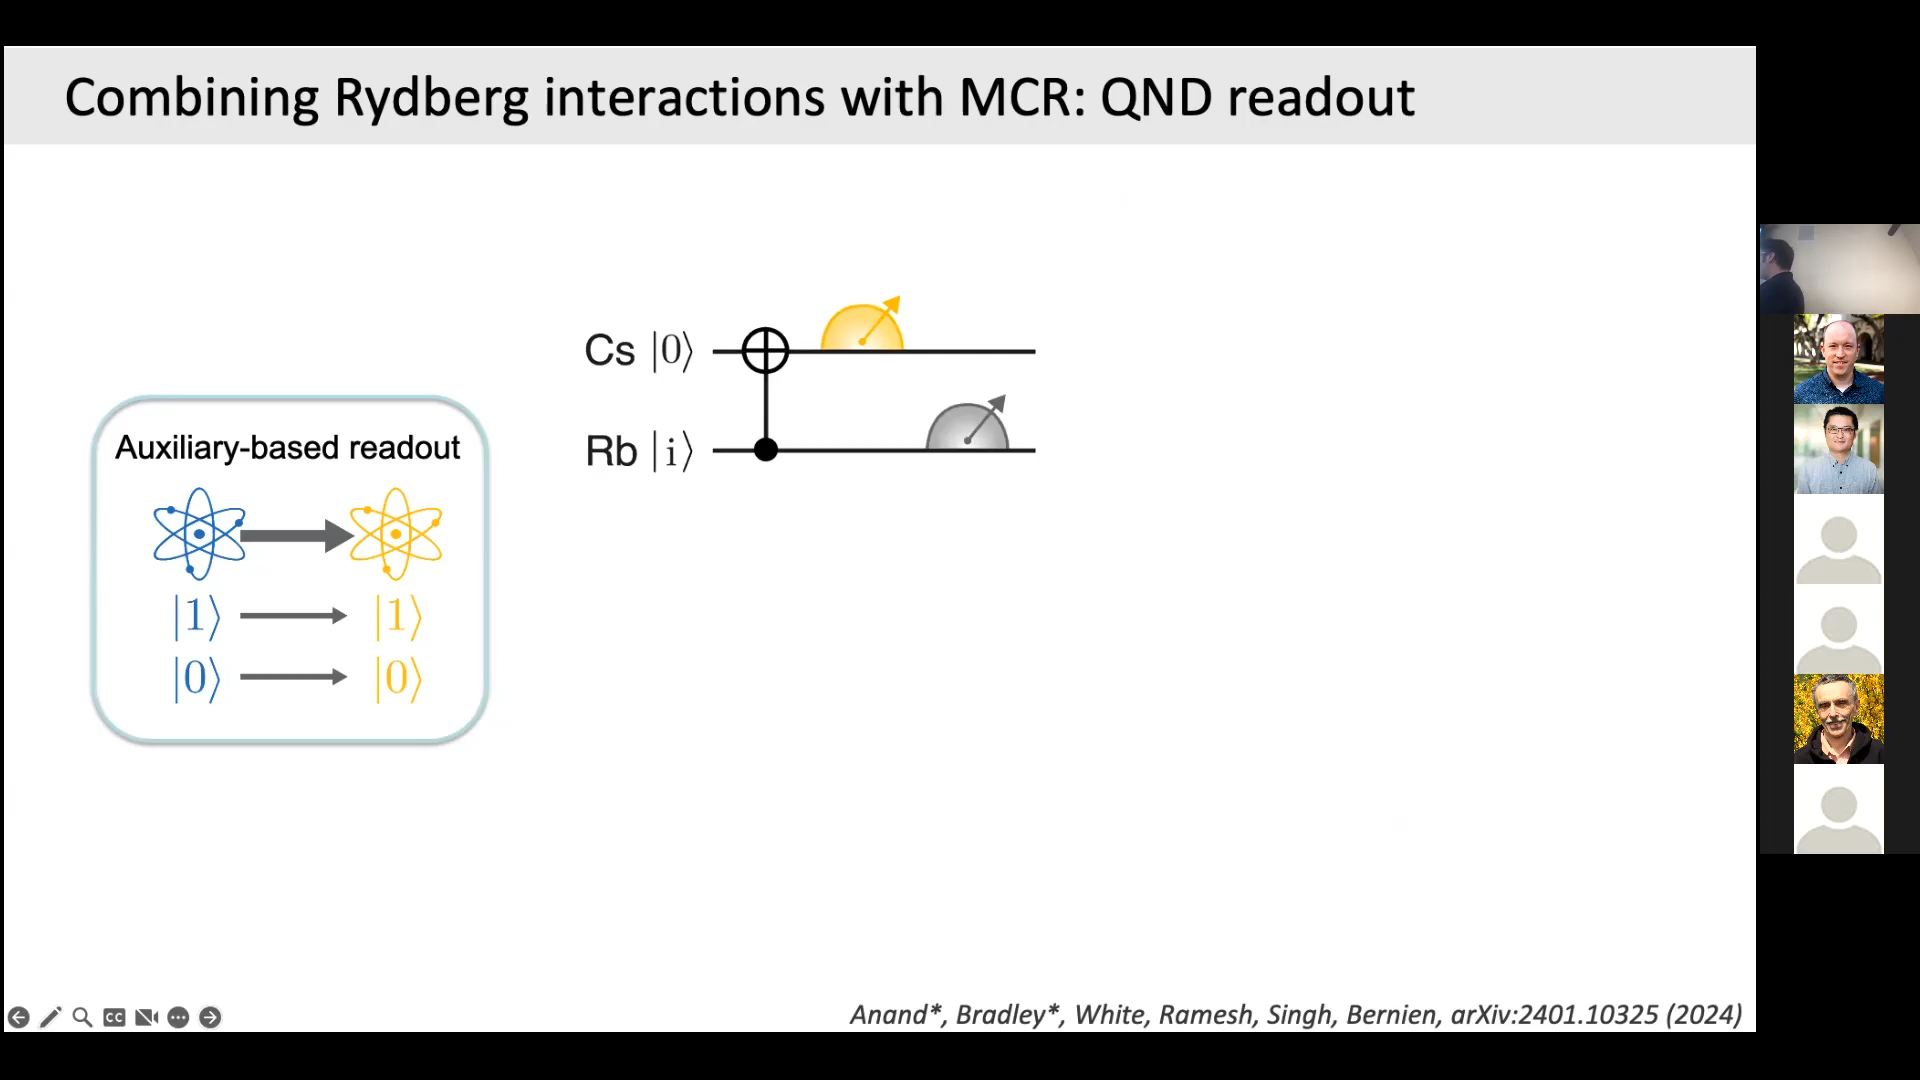 Combining Rydberg interactions with MCR: QND readout
Cs |0⟩
Rb |i⟩
Auxiliary-based readout
|1⟩ |1⟩
|0⟩ |0⟩
CC
Anand*, Bradley*, White, Ramesh, Singh, Bernien, arXiv:2401.10325 (2024)